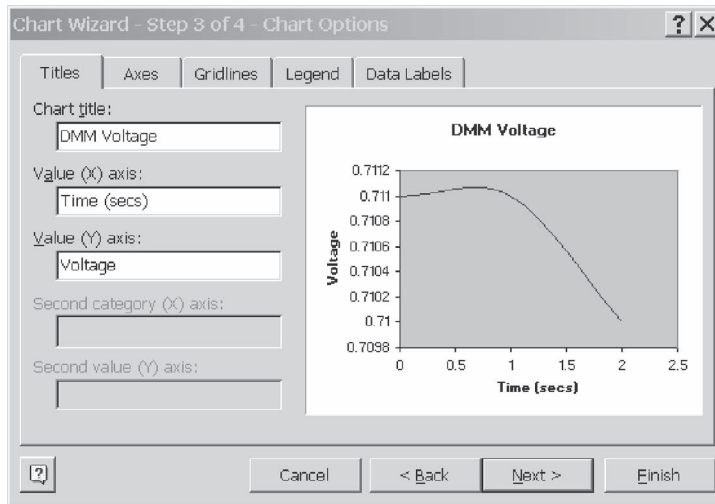 Chart Wizard - Step 3 of 4 - Chart Options
Titles
Axes
Gridlines
Legend
Data Labels
Chart title:
DMM Voltage
Value (X) axis:
Time (secs)
Value (Y) axis:
Voltage
Second category (X) axis:
Second value (Y) axis:
DMM Voltage
Voltage
0.7112
0.711
0.7108
0.7106
0.7104
0.7102
0.71
0.7098
0 0.5 1 1.5 2 2.5
Time (secs)
Cancel
< Back
Next >
Finish